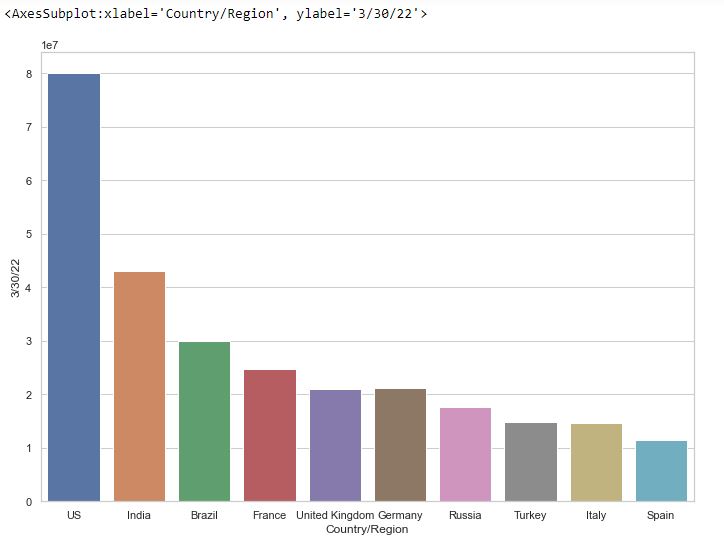 <AxesSubplot:xlabel='Country/Region', ylabel='3/30/22'>
1e7
8
7
6
5
4
3
2
1
0
3/30/22
US India Brazil France United Kingdom Germany Russia Turkey Italy Spain
Country/Region